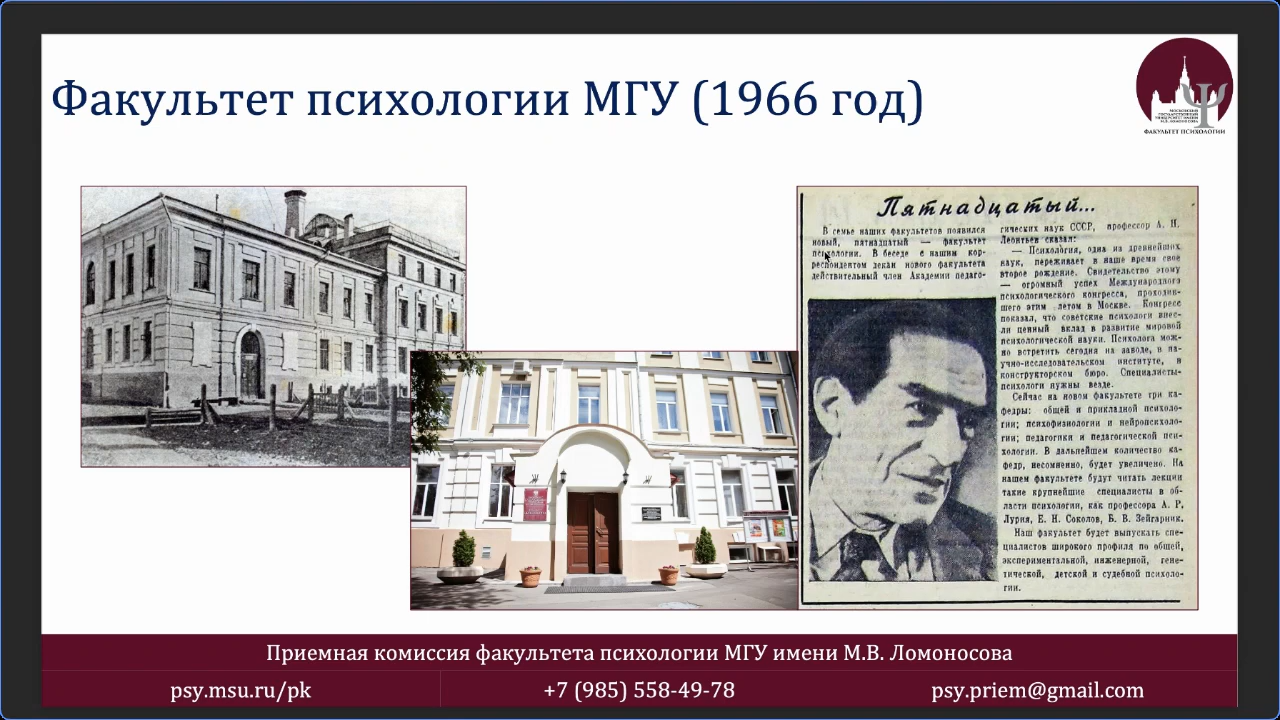 Факультет психологии МГУ (1966 год)
МОСКОВСКИЙ
ГОСУДАРСТВЕННЫЙ
УНИВЕРСИТЕТ ИМЕНИ
М.В. ЛОМОНОСОВА
ФАКУЛЬТЕТ ПСИХОЛОГИИ
Пятнадцатый...
В семье наших факультетов появился
новый, пятнадцатый — факультет
психологии. В беседе с нашим кор-
респондентом декан нового факультета
действительный член Академии педаго-
гических наук СССР, профессор А. Н.
Леонтьев сказал:
— Психология, одна из древнейших
наук, переживает в наше время свое
второе рождение. Свидетельство этому
— огромный успех Международного
психологического конгресса, проходив-
шего этим летом в Москве. Конгресс
показал, что советские психологи внес-
ли ценный вклад в развитие мировой
психологической науки. Психолога мож-
но встретить сегодня на заводе, в на-
учно-исследовательском институте, в
конструкторском бюро. Специалисты-
психологи нужны везде.
Сейчас на новом факультете три ка-
федры: общей и прикладной психоло-
гии; психофизиологии и нейропсихоло-
гии; педагогики и педагогической пси-
хологии. В дальнейшем количество ка-
федр, несомненно, будет увеличено. На
нашем факультете будут читать лекции
такие крупнейшие специалисты в об-
ласти психологии, как профессора А. Р.
Лурия, Е. Н. Соколов, Б. В. Зейгарник.
Наш факультет будет выпускать спе-
циалистов широкого профиля по общей,
экспериментальной, инженерной, гене-
тической, детской и судебной психоло-
гии.
Приемная комиссия факультета психологии МГУ имени М.В. Ломоносова
psy.msu.ru/pk
+7 (985) 558-49-78
psy.priem@gmail.com